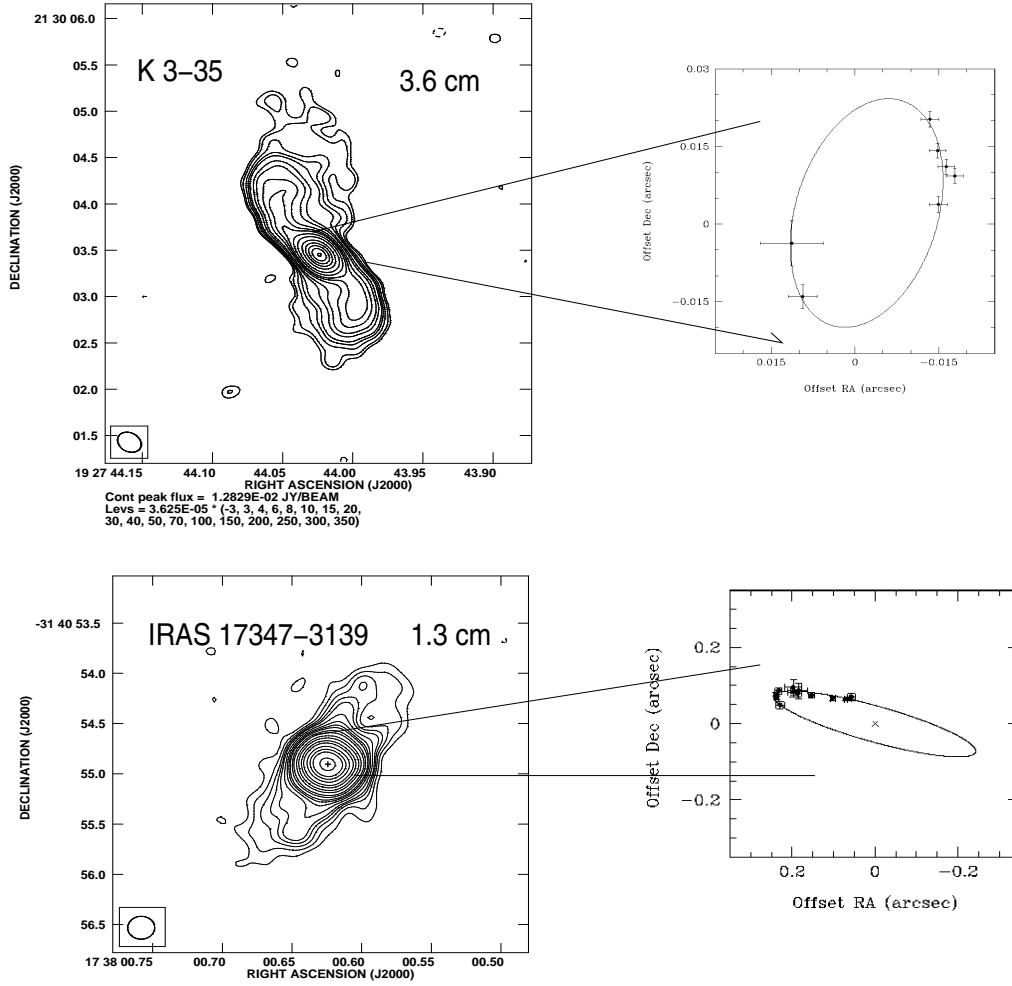 21 30 06.0
K 3−35
3.6 cm
05.5
05.0
04.5
04.0
03.5
03.0
02.5
02.0
01.5
DECLINATION (J2000)
19 27 44.15
44.10
44.05
44.00
43.95
43.90
RIGHT ASCENSION (J2000)
Cont peak flux = 1.2829E-02 JY/BEAM
Levs = 3.625E-05 * (-3, 3, 4, 6, 8, 10, 15, 20,
30, 40, 50, 70, 100, 150, 200, 250, 300, 350)
0.03
0.015
0
−0.015
Offset Dec (arcsec)
0.015
0
−0.015
Offset RA (arcsec)
-31 40 53.5
IRAS 17347−3139
1.3 cm
54.0
54.5
55.0
55.5
56.0
56.5
DECLINATION (J2000)
17 38 00.75
00.70
00.65
00.60
00.55
00.50
RIGHT ASCENSION (J2000)
0.2
0
−0.2
Offset Dec (arcsec)
0.2
0
−0.2
Offset RA (arcsec)